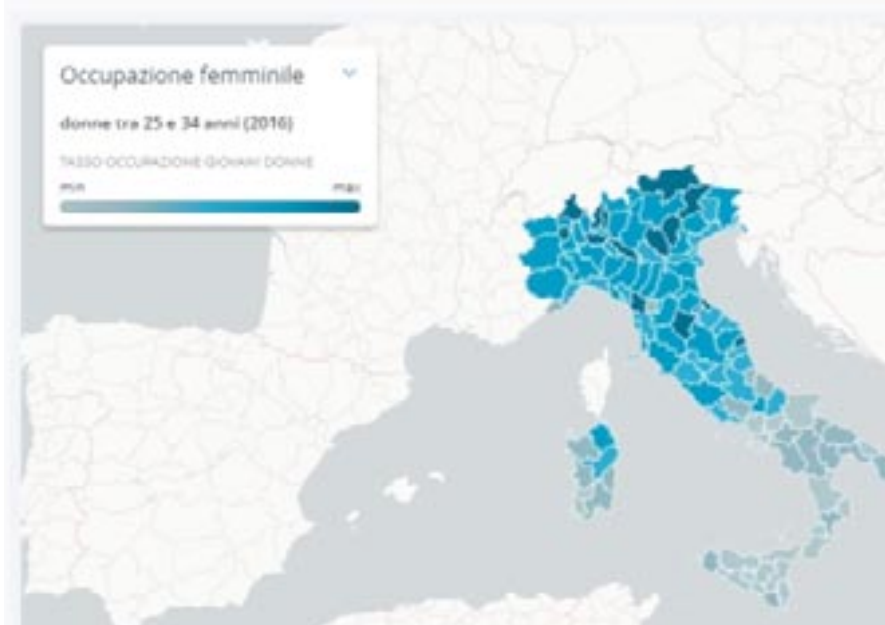 Occupazione femminile
donne tra 25 e 34 anni (2016)
TASSO OCCUPAZIONE GIOVANI DONNE
min max